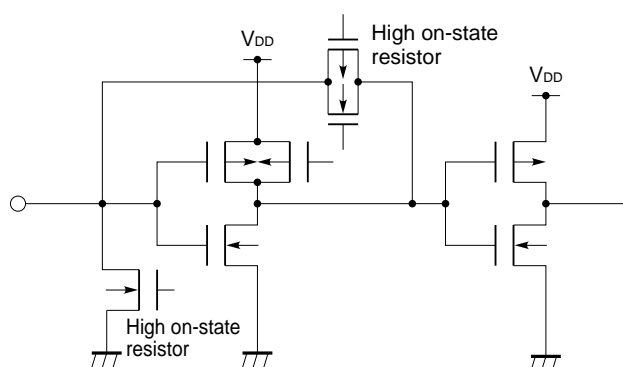 High on-state
resistor
VDD
VDD
High on-state
resistor